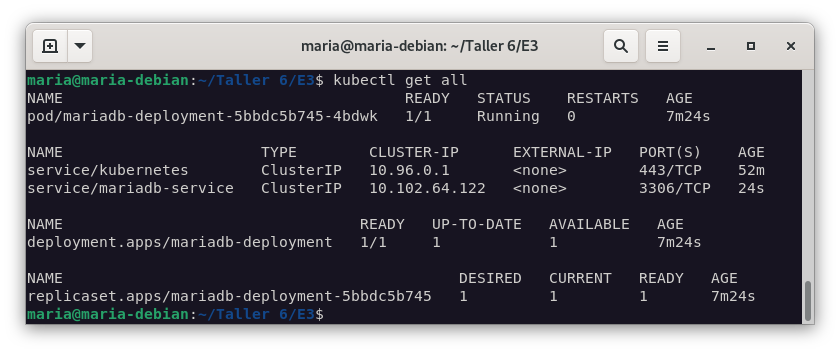 maria@maria-debian: ~/Taller 6/E3
maria@maria-debian:~/Taller 6/E3$ kubectl get all
NAME                                      READY   STATUS    RESTARTS   AGE
pod/mariadb-deployment-5bbdc5b745-4bdwk   1/1     Running   0          7m24s

NAME                      TYPE        CLUSTER-IP      EXTERNAL-IP   PORT(S)    AGE
service/kubernetes        ClusterIP   10.96.0.1       <none>        443/TCP    52m
service/mariadb-service   ClusterIP   10.102.64.122   <none>        3306/TCP   24s

NAME                                 READY   UP-TO-DATE   AVAILABLE   AGE
deployment.apps/mariadb-deployment   1/1     1            1           7m24s

NAME                                            DESIRED   CURRENT   READY   AGE
replicaset.apps/mariadb-deployment-5bbdc5b745   1         1         1       7m24s
maria@maria-debian:~/Taller 6/E3$